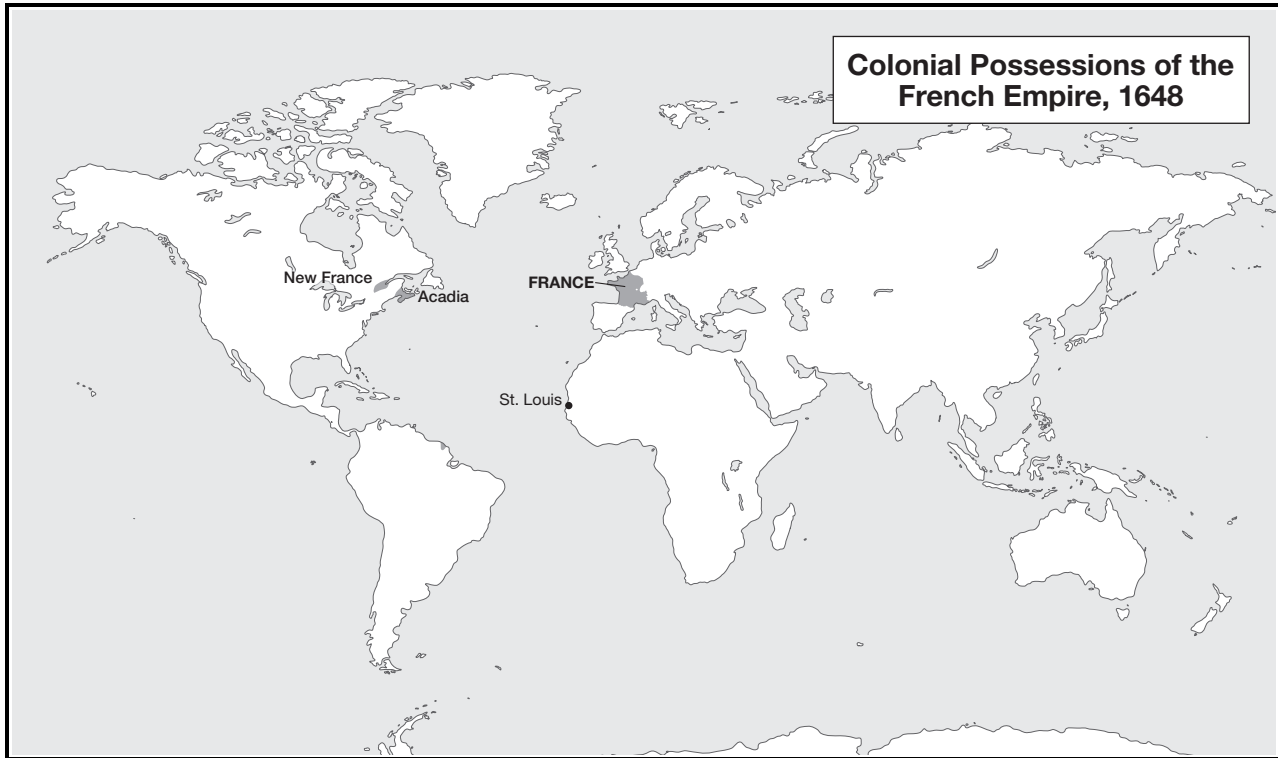 Colonial Possessions of the
French Empire, 1648
New France
Acadia
FRANCE
St. Louis